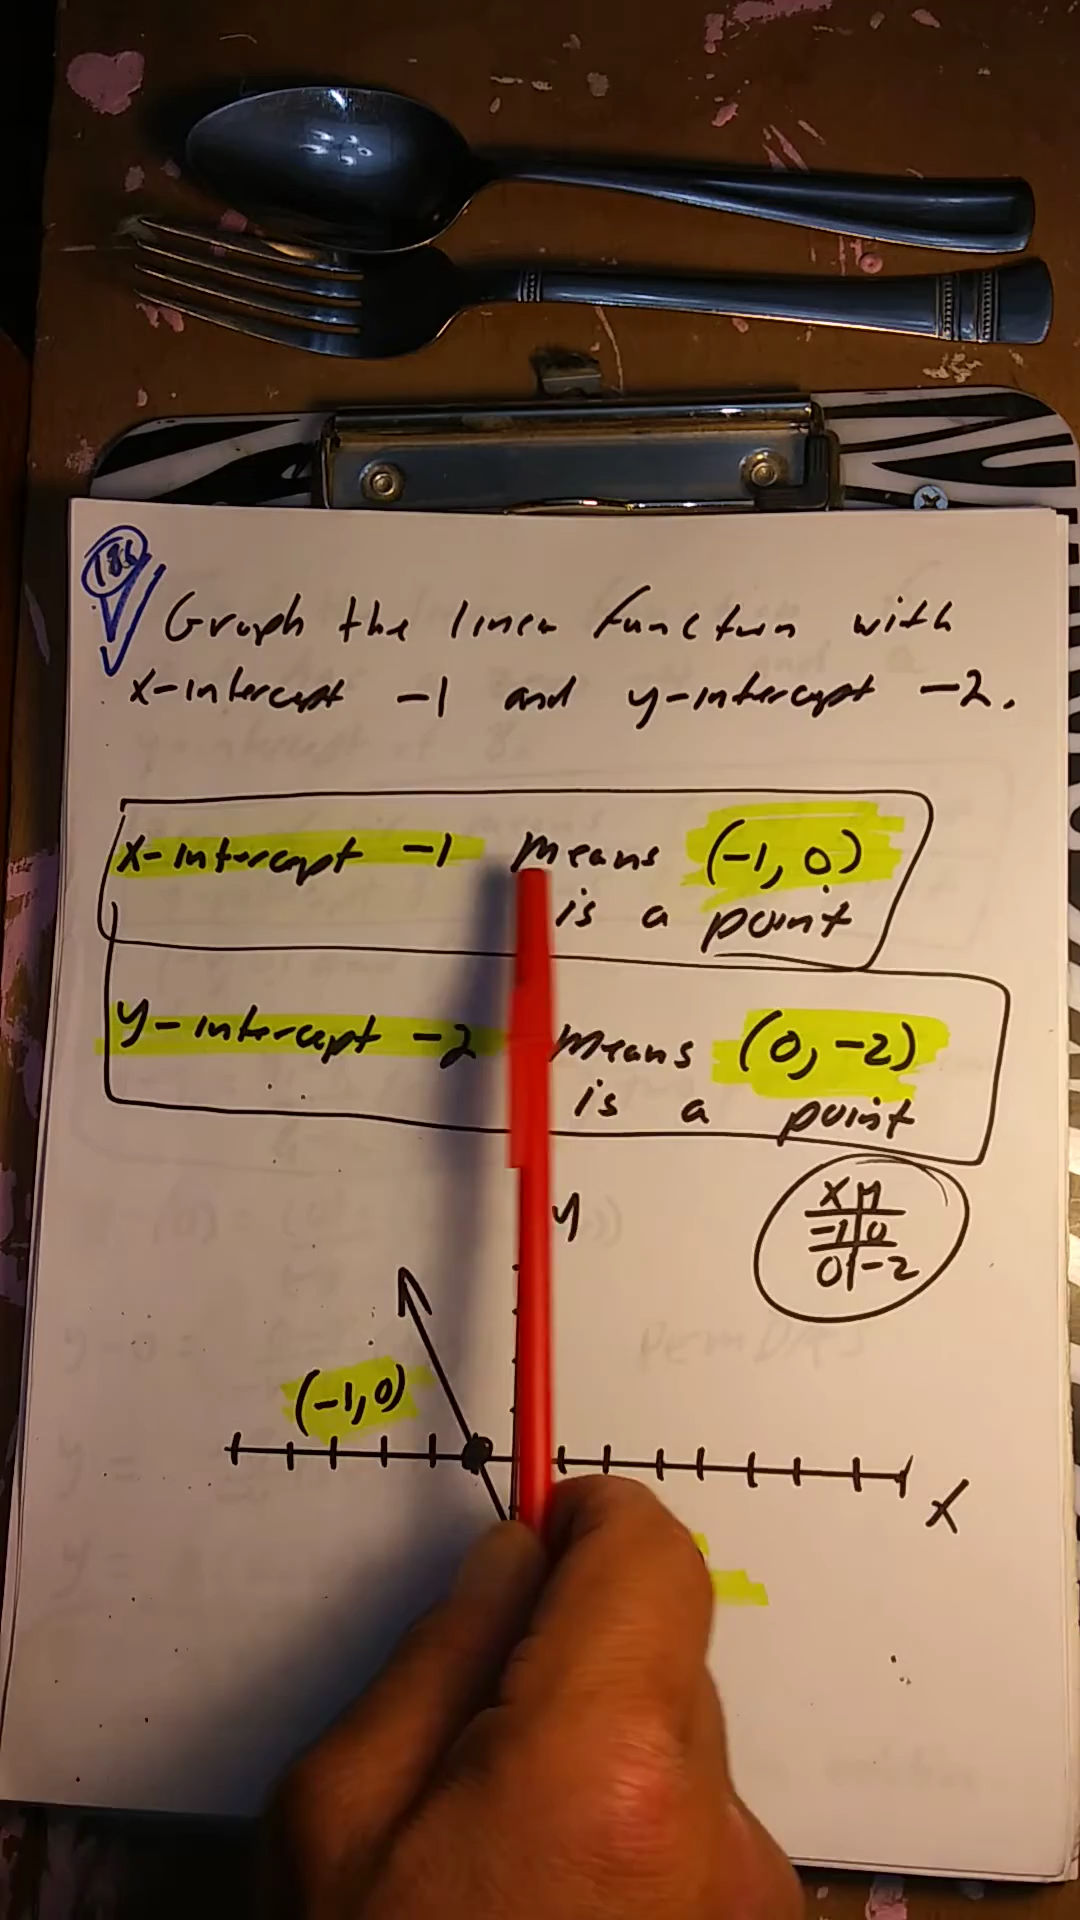 186
Graph the linear function with
x-intercept -1 and y-intercept -2.
x-intercept -1 means (-1, 0)
is a point
y-intercept -2 means (0, -2)
is a point
x y
-1 0
0 -2
y
(-1, 0)
x